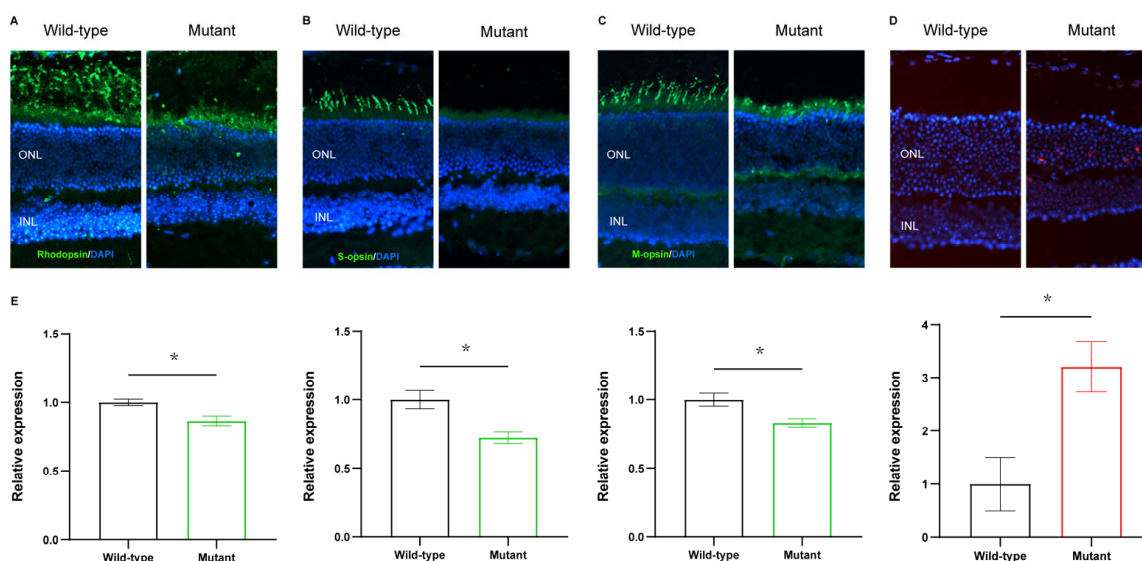 A
Wild-type Mutant
ONL
INL
Rhodopsin/DAPI
B
Wild-type Mutant
ONL
INL
S-opsin/DAPI
C
Wild-type Mutant
ONL
INL
M-opsin/DAPI
D
Wild-type Mutant
ONL
INL
E
Relative expression
1.5
1.0
0.5
0.0
*
Wild-type Mutant
Relative expression
1.5
1.0
0.5
0.0
*
Wild-type Mutant
Relative expression
1.5
1.0
0.5
0.0
*
Wild-type Mutant
Relative expression
4
3
2
1
0
*
Wild-type Mutant